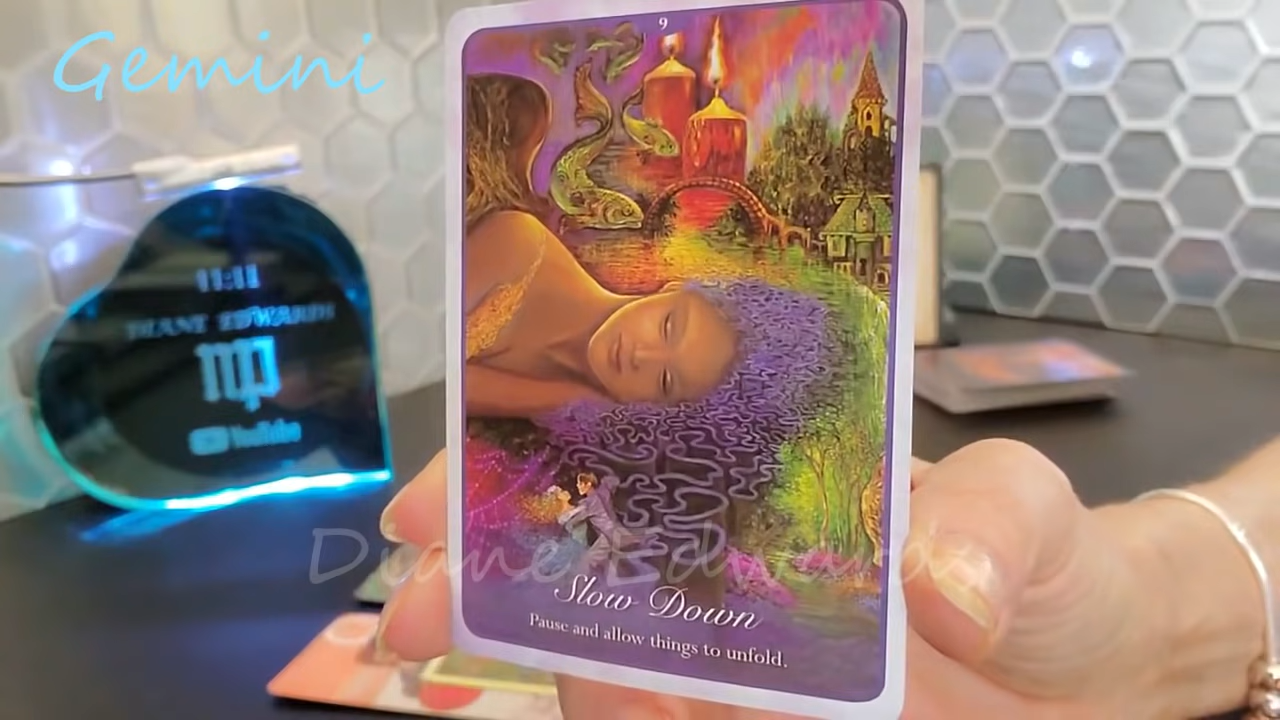 Gemini
9
11:11
DIANE EDWARDS
YouTube
Diane Edwards
Slow Down
Pause and allow things to unfold.